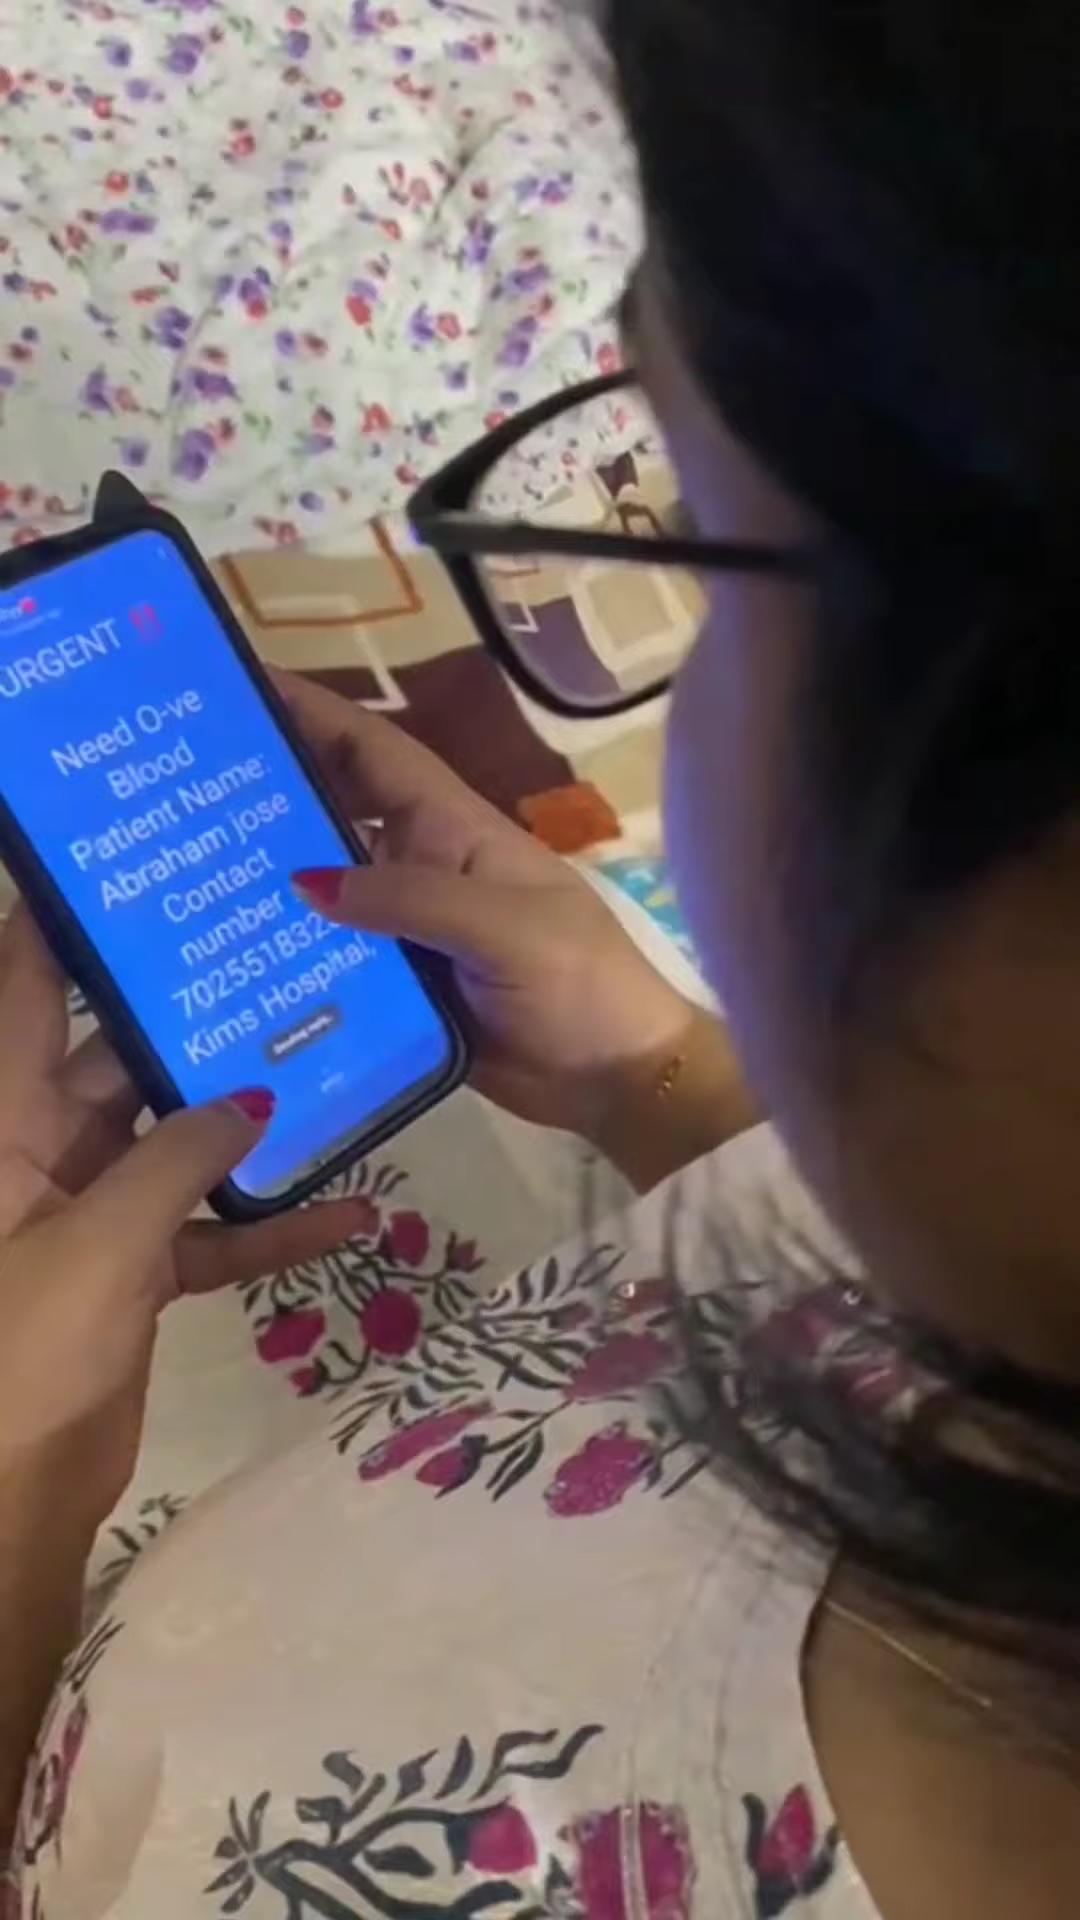 URGENT ‼
Need O-ve
Blood
Patient Name:
Abraham jose
Contact
number
702551832
Kims Hospital,